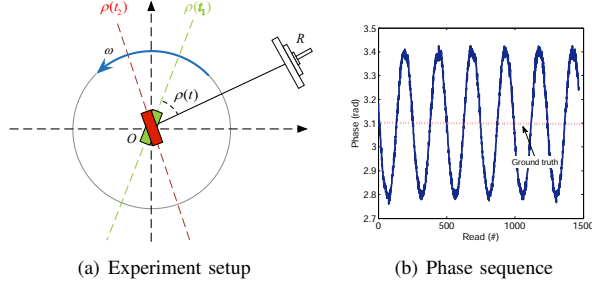 ρ(t₂)
ρ(t₁)
R
ω
ρ(t)
O
(a) Experiment setup
3.5
3.4
3.3
3.2
3.1
3
2.9
2.8
2.7
Phase (rad)
Ground truth
0
500
1000
1500
Read (#)
(b) Phase sequence